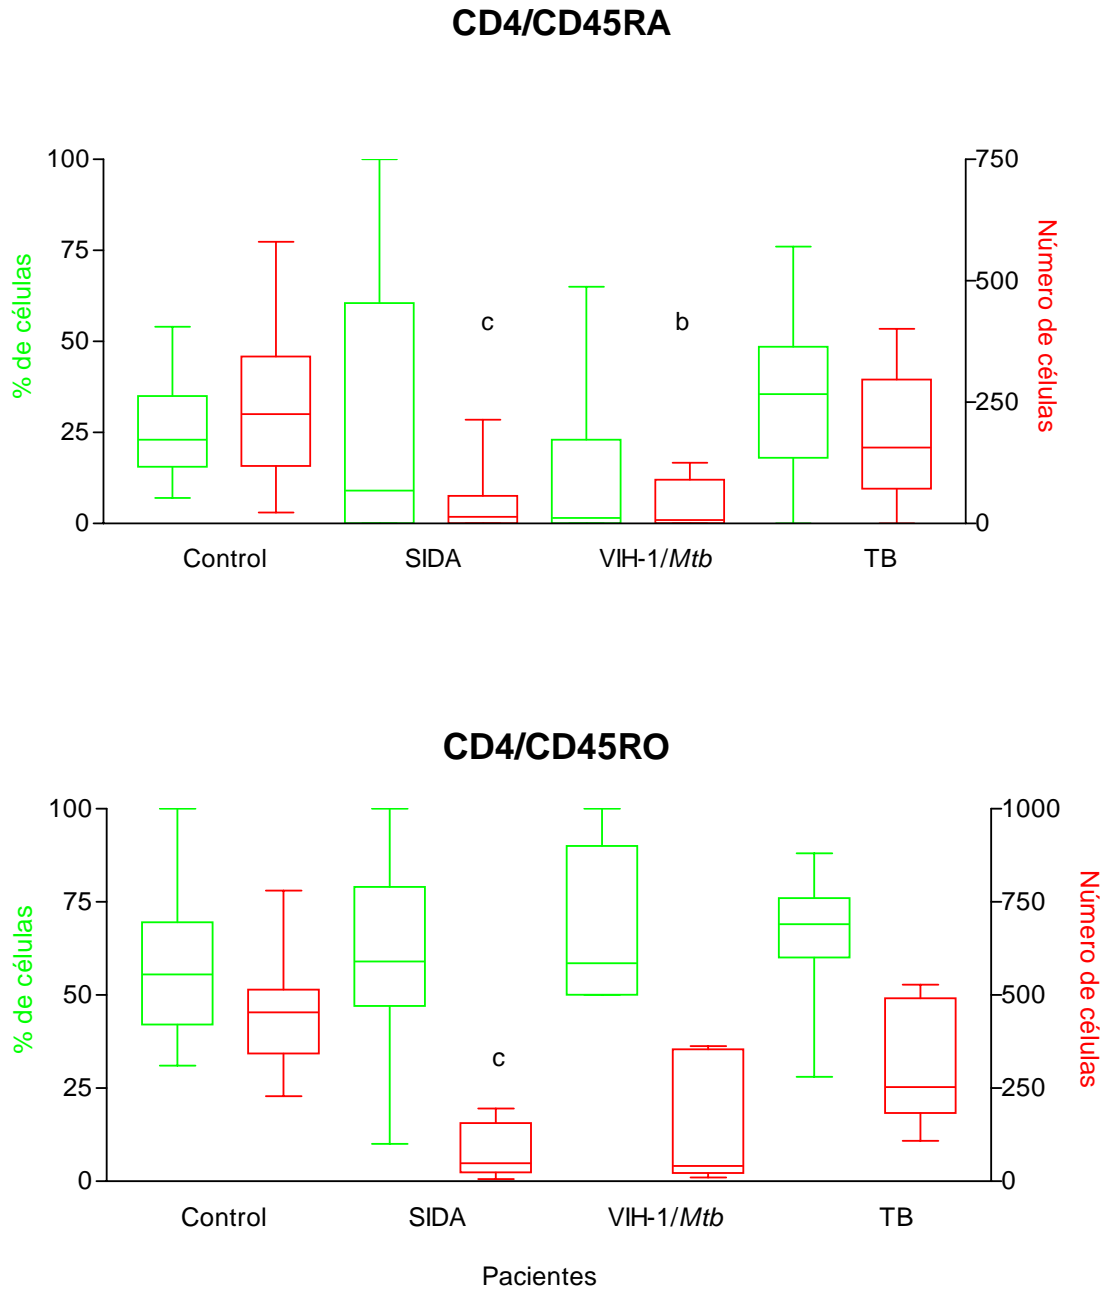 CD4/CD45RA
100
75
50
25
0
% de células
c
b
750
500
250
0
Número de células
Control SIDA VIH-1/Mtb TB
CD4/CD45RO
100
75
50
25
0
% de células
c
1000
750
500
250
0
Número de células
Control SIDA VIH-1/Mtb TB
Pacientes